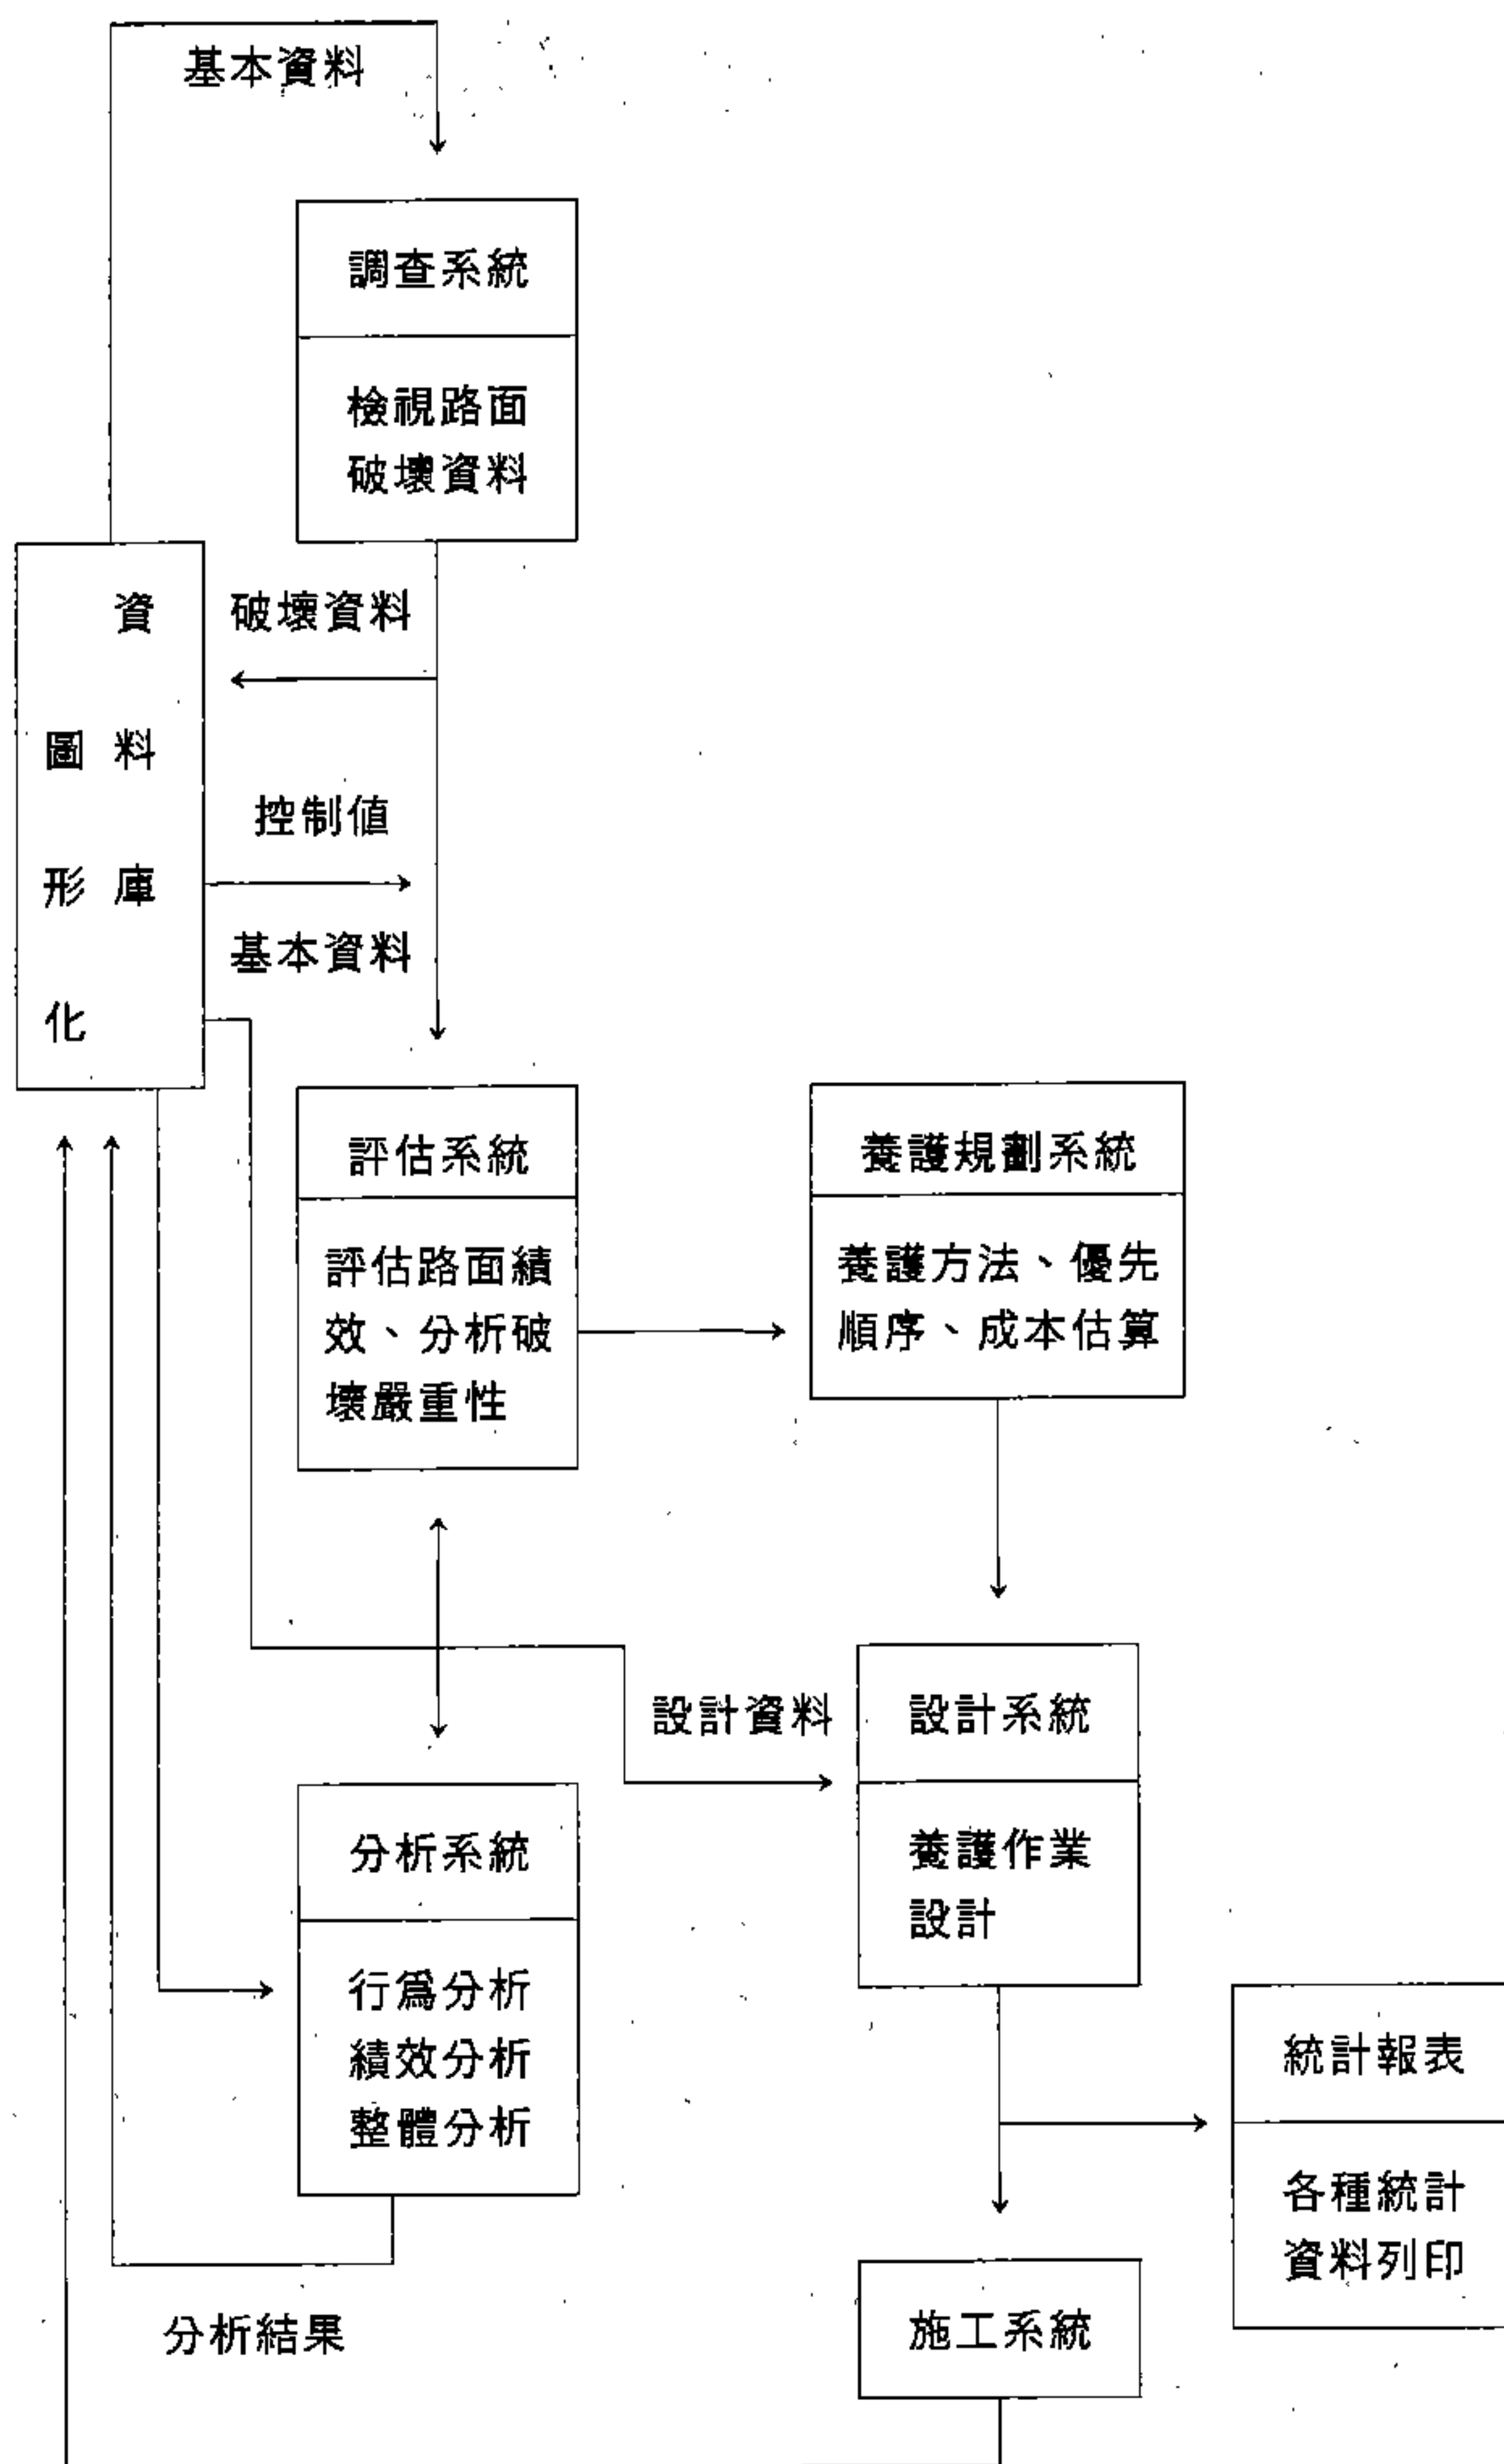 基本資料
調查系統
檢視路面
破壞資料
資料庫
圖形化
破壞資料
控制值
基本資料
評估系統
評估路面績
效、分析破
壞嚴重性
養護規劃系統
養護方法、優先
順序、成本估算
設計資料
設計系統
養護作業
設計
分析系統
行爲分析
績效分析
整體分析
統計報表
各種統計
資料列印
分析結果
施工系統